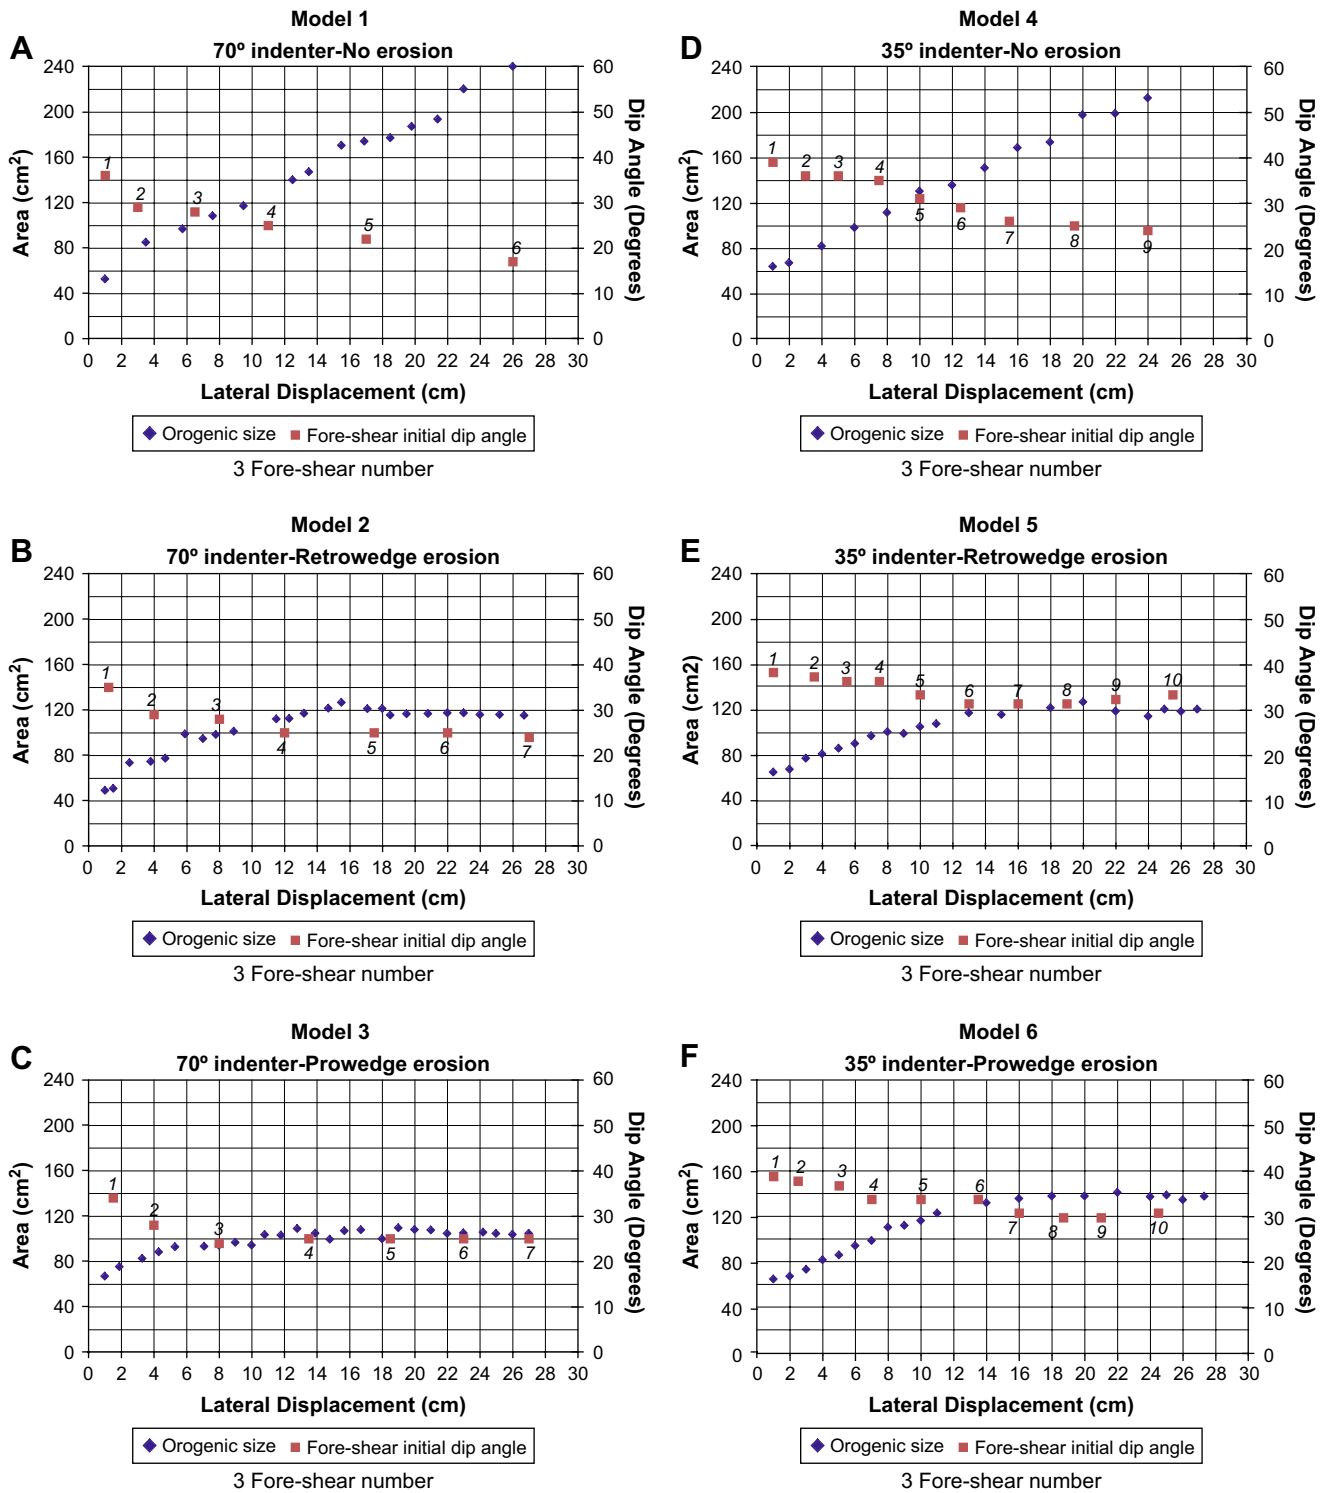 Model 1
A
70º indenter-No erosion
240
200
160
120
80
40
0
60
50
40
30
20
10
0
Area (cm²)
Dip Angle (Degrees)
1
2
3
4
5
6
0 2 4 6 8 10 12 14 16 18 20 22 24 26 28 30
Lateral Displacement (cm)
Orogenic size Fore-shear initial dip angle
3 Fore-shear number
Model 4
D
35º indenter-No erosion
240
200
160
120
80
40
0
60
50
40
30
20
10
0
Area (cm²)
Dip Angle (Degrees)
1
2
3
4
5
6
7
8
9
0 2 4 6 8 10 12 14 16 18 20 22 24 26 28 30
Lateral Displacement (cm)
Orogenic size Fore-shear initial dip angle
3 Fore-shear number
Model 2
B
70º indenter-Retrowedge erosion
240
200
160
120
80
40
0
60
50
40
30
20
10
0
Area (cm²)
Dip Angle (Degrees)
1
2
3
4
5
6
7
0 2 4 6 8 10 12 14 16 18 20 22 24 26 28 30
Lateral Displacement (cm)
Orogenic size Fore-shear initial dip angle
3 Fore-shear number
Model 5
E
35º indenter-Retrowedge erosion
240
200
160
120
80
40
0
60
50
40
30
20
10
0
Area (cm2)
Dip Angle (Degrees)
1
2
3
4
5
6
7
8
9
10
0 2 4 6 8 10 12 14 16 18 20 22 24 26 28 30
Lateral Displacement (cm)
Orogenic size Fore-shear initial dip angle
3 Fore-shear number
Model 3
C
70º indenter-Prowedge erosion
240
200
160
120
80
40
0
60
50
40
30
20
10
0
Area (cm²)
Dip Angle (Degrees)
1
2
3
4
5
6
7
0 2 4 6 8 10 12 14 16 18 20 22 24 26 28 30
Lateral Displacement (cm)
Orogenic size Fore-shear initial dip angle
3 Fore-shear number
Model 6
F
35º indenter-Prowedge erosion
240
200
160
120
80
40
0
60
50
40
30
20
10
0
Area (cm²)
Dip Angle (Degrees)
1
2
3
4
5
6
7
8
9
10
0 2 4 6 8 10 12 14 16 18 20 22 24 26 28 30
Lateral Displacement (cm)
Orogenic size Fore-shear initial dip angle
3 Fore-shear number